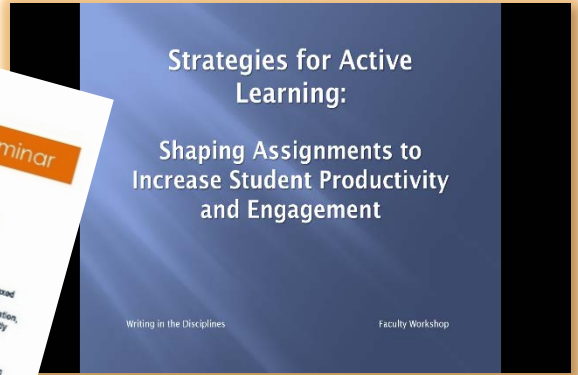 Strategies for Active
Learning:
Shaping Assignments to
Increase Student Productivity
and Engagement
Writing in the Disciplines
Faculty Workshop
minar